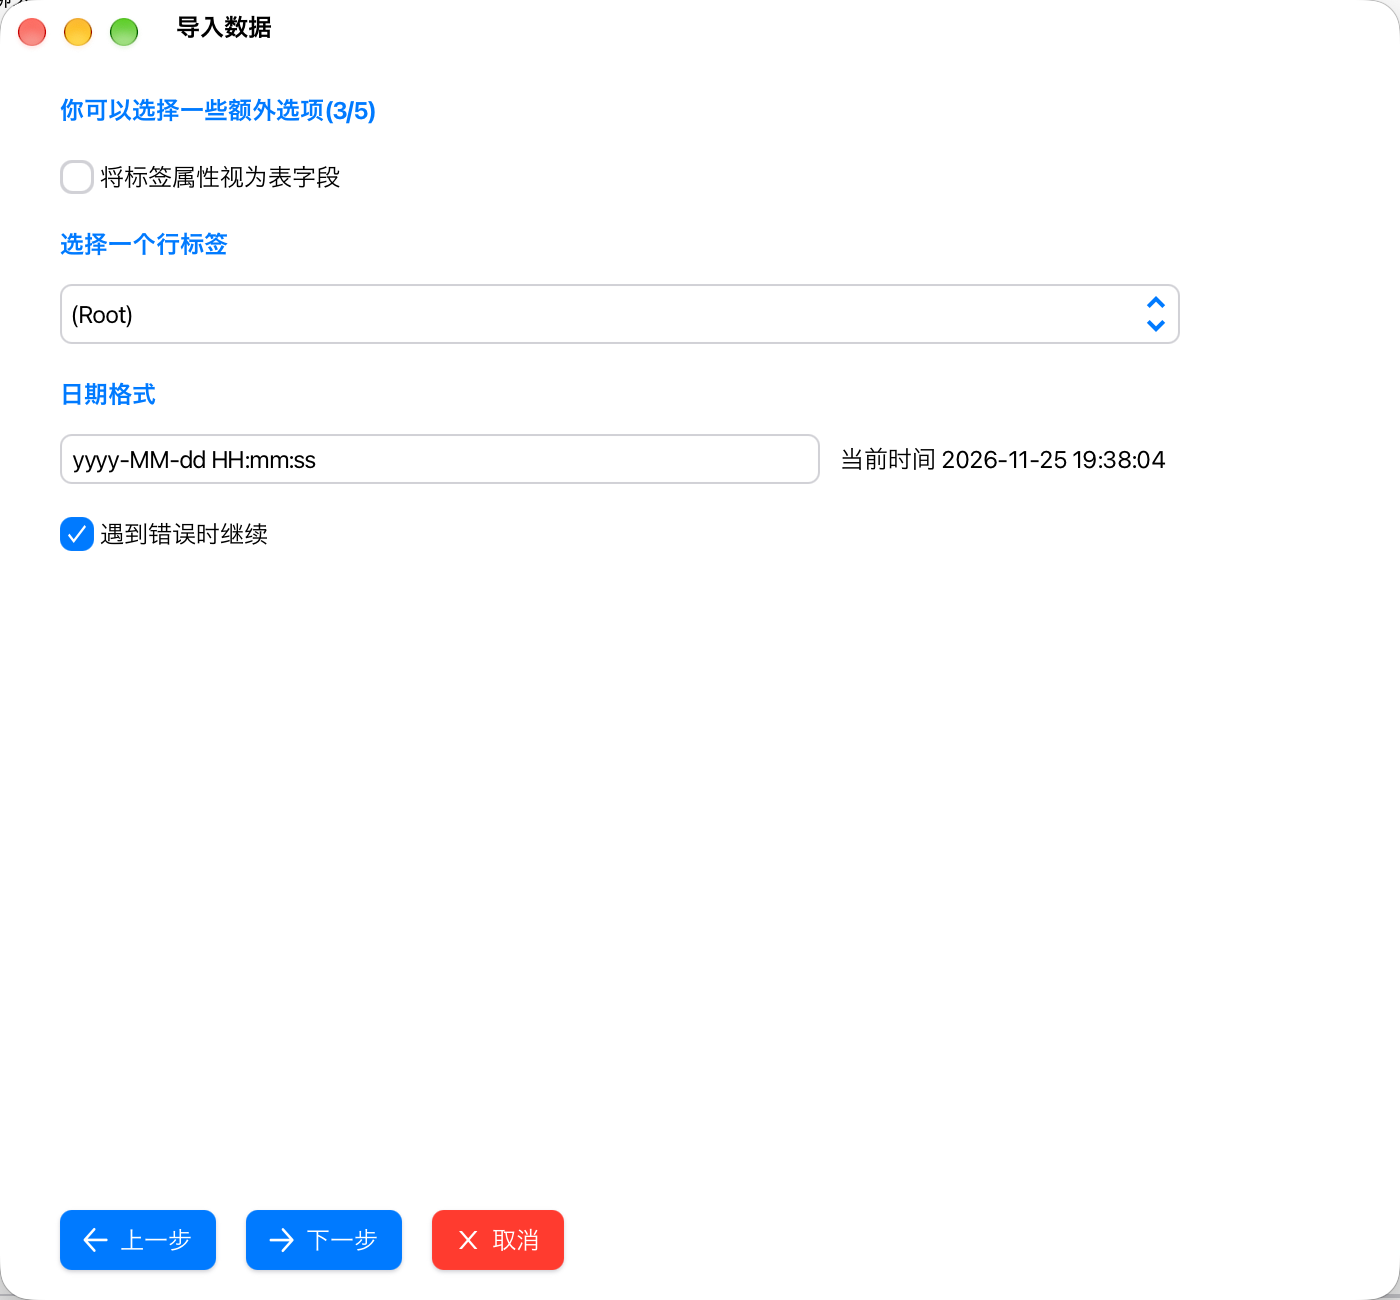 导入数据
你可以选择一些额外选项(3/5)
将标签属性视为表字段
选择一个行标签
(Root)
日期格式
yyyy-MM-dd HH:mm:ss 当前时间 2026-11-25 19:38:04
遇到错误时继续
上一步 下一步 取消